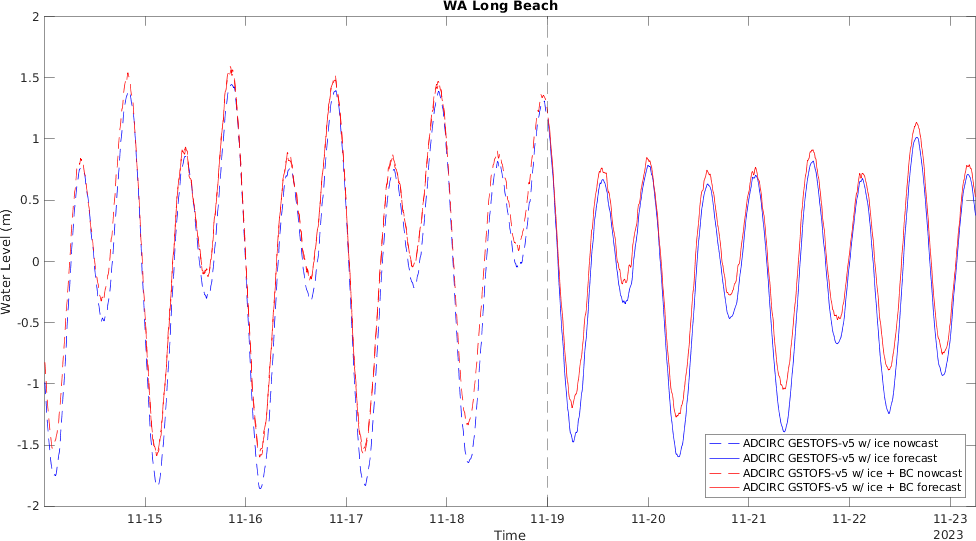 WA Long Beach
2
1.5
1
0.5
0
-0.5
-1
-1.5
-2
Water Level (m)
11-15
11-16
11-17
11-18
11-19
11-20
11-21
11-22
11-23
2023
Time
ADCIRC GESTOFS-v5 w/ ice nowcast
ADCIRC GESTOFS-v5 w/ ice forecast
ADCIRC GSTOFS-v5 w/ ice + BC nowcast
ADCIRC GSTOFS-v5 w/ ice + BC forecast